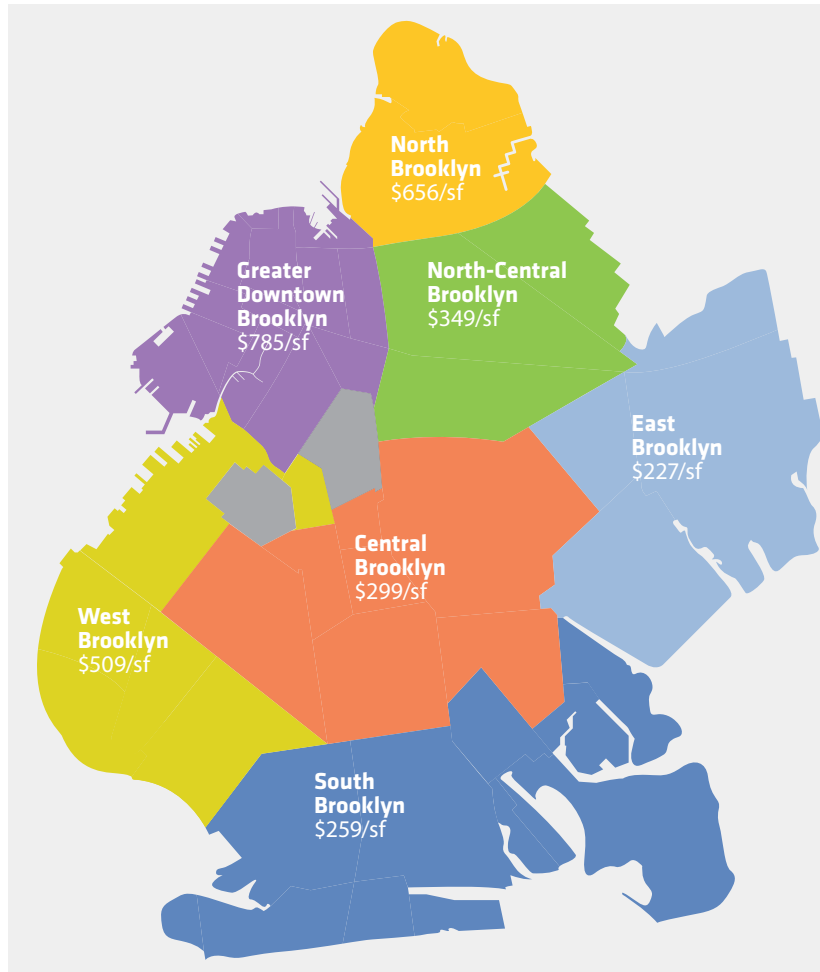 North
Brooklyn
$656/sf
Greater
Downtown
Brooklyn
$785/sf
North-Central
Brooklyn
$349/sf
East
Brooklyn
$227/sf
Central
Brooklyn
$299/sf
West
Brooklyn
$509/sf
South
Brooklyn
$259/sf